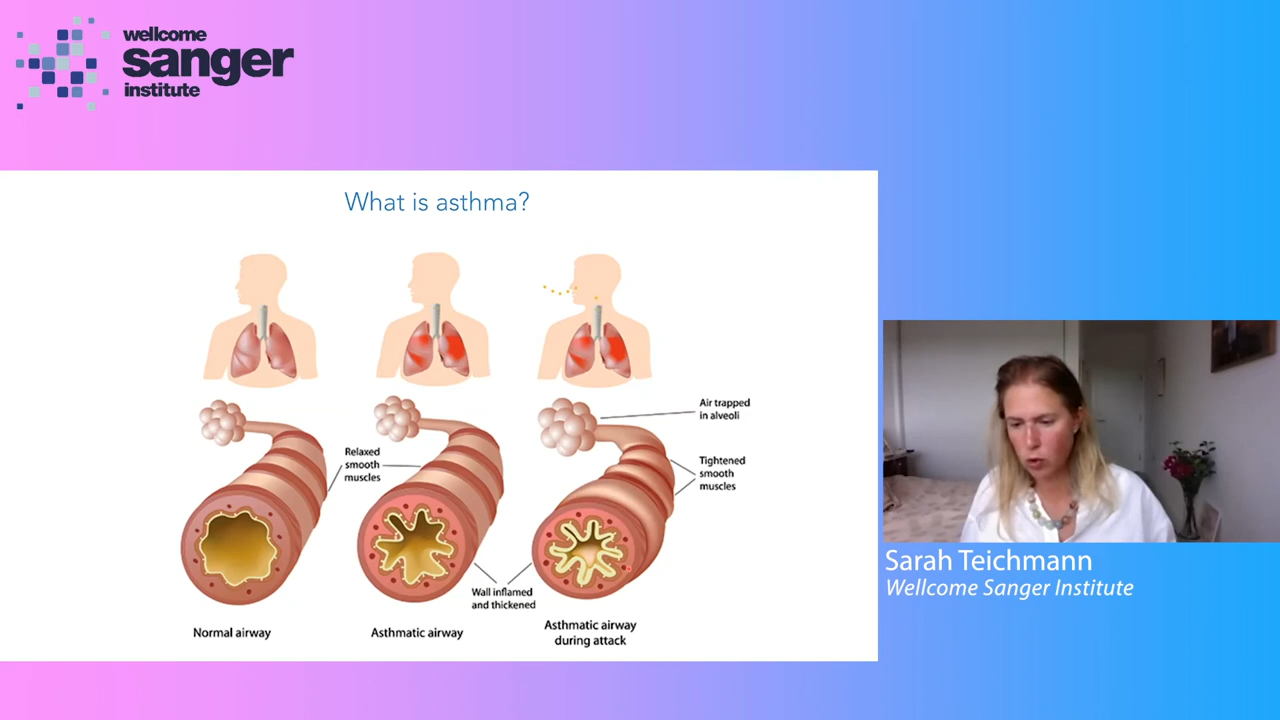 wellcome
sanger
institute
What is asthma?
Air trapped
in alveoli
Relaxed
smooth
muscles
Tightened
smooth
muscles
Wall inflamed
and thickened
Normal airway
Asthmatic airway
Asthmatic airway
during attack
Sarah Teichmann
Wellcome Sanger Institute